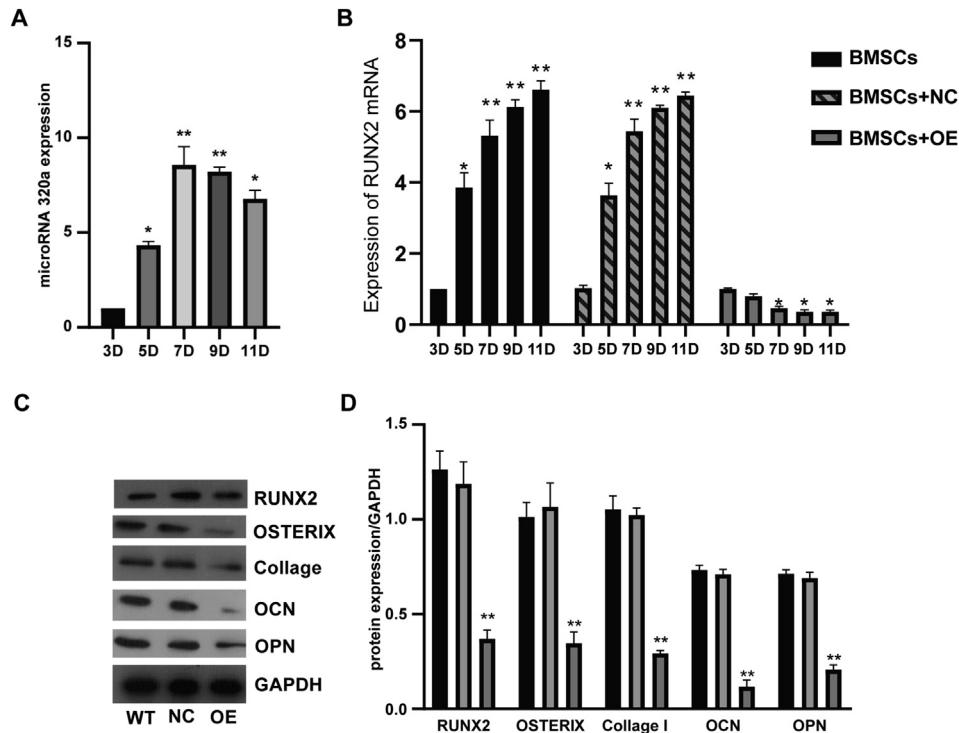 A
microRNA 320a expression
15
10
5
0
*
**
**
*
3D 5D 7D 9D 11D
B
Expression of RUNX2 mRNA
8
6
4
2
0
* ** ** **
* ** ** **
* * *
3D 5D 7D 9D 11D 3D 5D 7D 9D 11D 3D 5D 7D 9D 11D
BMSCs
BMSCs+NC
BMSCs+OE
C
RUNX2
OSTERIX
Collage
OCN
OPN
GAPDH
WT NC OE
D
protein expression/GAPDH
1.5
1.0
0.5
0.0
** ** ** ** **
RUNX2 OSTERIX Collage I OCN OPN